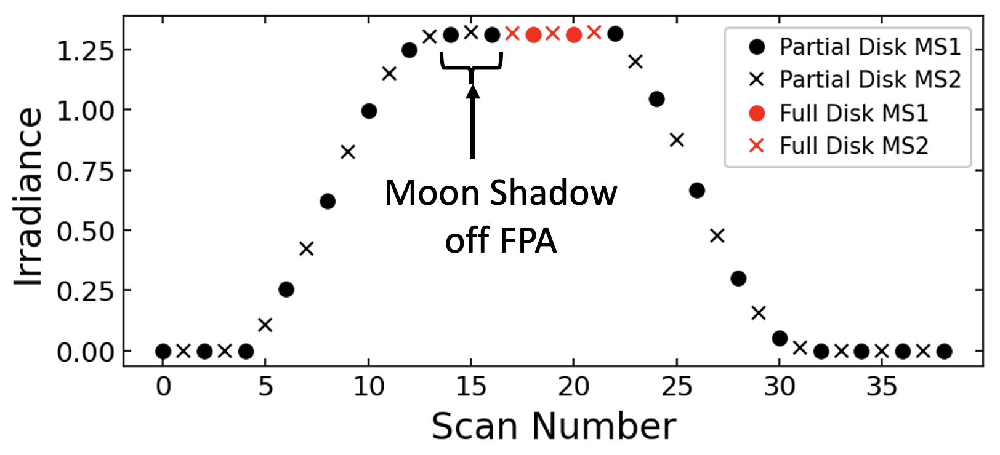 Irradiance
1.25
1.00
0.75
0.50
0.25
0.00
Partial Disk MS1
Partial Disk MS2
Full Disk MS1
Full Disk MS2
Moon Shadow
off FPA
0 5 10 15 20 25 30 35
Scan Number